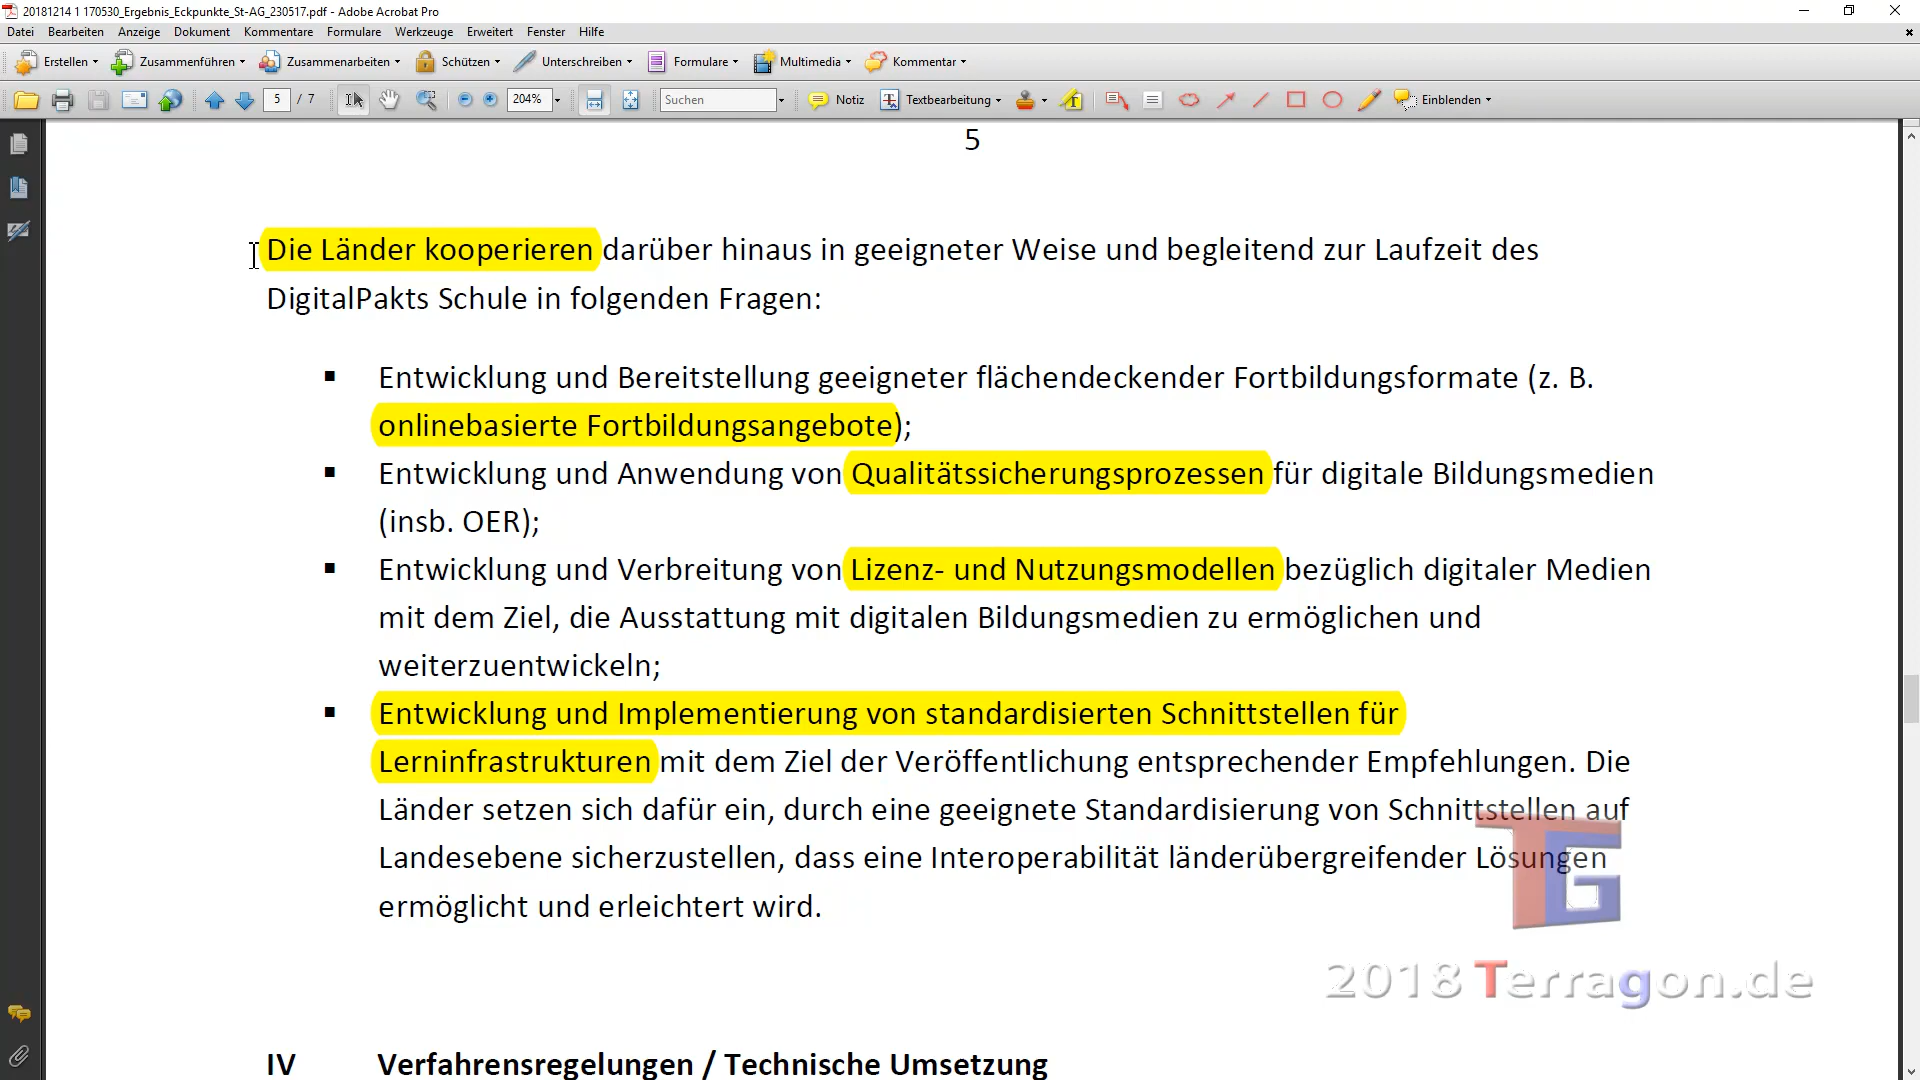 20181214 1 170530_Ergebnis_Eckpunkte_St-AG_230517.pdf - Adobe Acrobat Pro
Datei Bearbeiten Anzeige Dokument Kommentare Formulare Werkzeuge Erweitert Fenster Hilfe
Erstellen Zusammenführen Zusammenarbeiten Schützen Unterschreiben Formulare Multimedia Kommentar
5 / 7 204% Suchen Notiz Textbearbeitung Einblenden
5
Die Länder kooperieren darüber hinaus in geeigneter Weise und begleitend zur Laufzeit des
DigitalPakts Schule in folgenden Fragen:
▪ Entwicklung und Bereitstellung geeigneter flächendeckender Fortbildungsformate (z. B.
onlinebasierte Fortbildungsangebote);
▪ Entwicklung und Anwendung von Qualitätssicherungsprozessen für digitale Bildungsmedien
(insb. OER);
▪ Entwicklung und Verbreitung von Lizenz- und Nutzungsmodellen bezüglich digitaler Medien
mit dem Ziel, die Ausstattung mit digitalen Bildungsmedien zu ermöglichen und
weiterzuentwickeln;
▪ Entwicklung und Implementierung von standardisierten Schnittstellen für
Lerninfrastrukturen mit dem Ziel der Veröffentlichung entsprechender Empfehlungen. Die
Länder setzen sich dafür ein, durch eine geeignete Standardisierung von Schnittstellen auf
Landesebene sicherzustellen, dass eine Interoperabilität länderübergreifender Lösungen
ermöglicht und erleichtert wird.
TG
2018 Terragon.de
IV Verfahrensregelungen / Technische Umsetzung